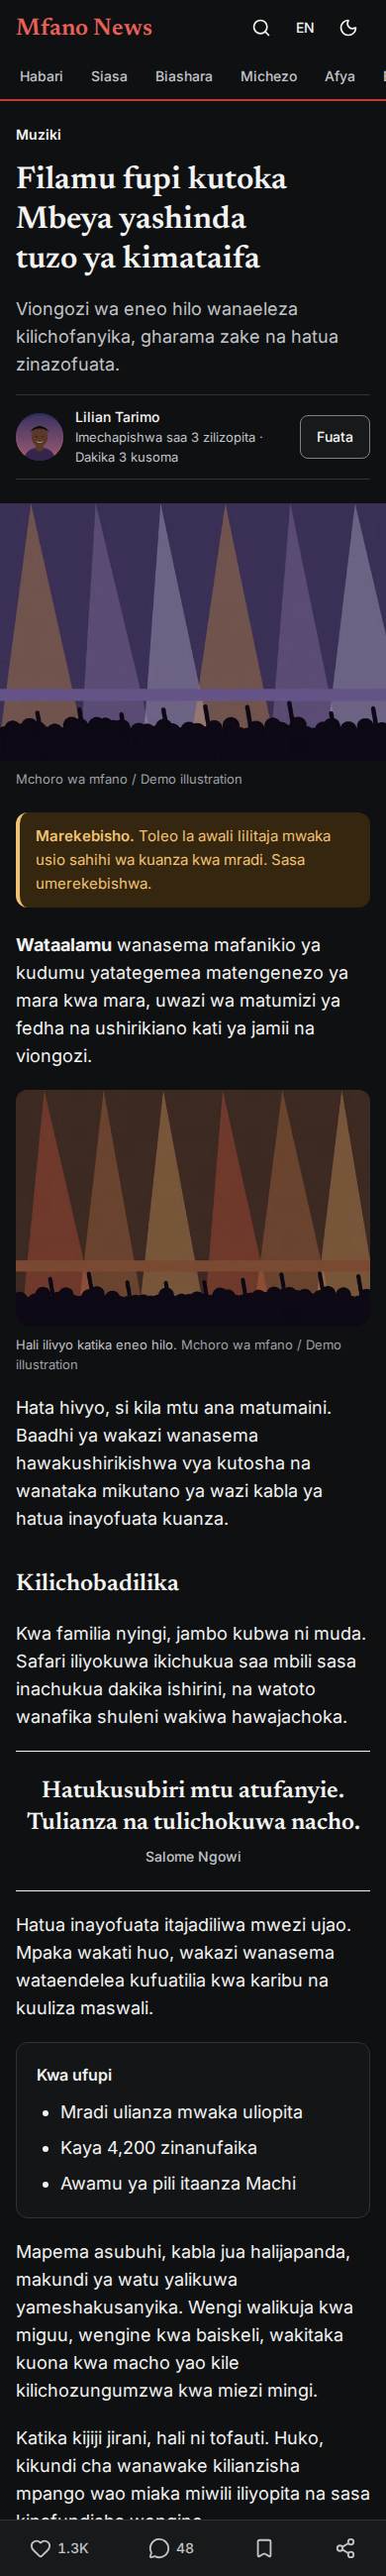 Mfano News
EN
Habari Siasa Biashara Michezo Afya
Muziki
Filamu fupi kutoka
Mbeya yashinda
tuzo ya kimataifa
Viongozi wa eneo hilo wanaeleza
kilichofanyika, gharama zake na hatua
zinazofuata.
Lilian Tarimo
Imechapishwa saa 3 zilizopita ·
Dakika 3 kusoma
Fuata
Mchoro wa mfano / Demo illustration
Marekebisho. Toleo la awali lilitaja mwaka
usio sahihi wa kuanza kwa mradi. Sasa
umerekebishwa.
Wataalamu wanasema mafanikio ya
kudumu yatategemea matengenezo ya
mara kwa mara, uwazi wa matumizi ya
fedha na ushirikiano kati ya jamii na
viongozi.
Hali ilivyo katika eneo hilo. Mchoro wa mfano / Demo
illustration
Hata hivyo, si kila mtu ana matumaini.
Baadhi ya wakazi wanasema
hawakushirikishwa vya kutosha na
wanataka mikutano ya wazi kabla ya
hatua inayofuata kuanza.
Kilichobadilika
Kwa familia nyingi, jambo kubwa ni muda.
Safari iliyokuwa ikichukua saa mbili sasa
inachukua dakika ishirini, na watoto
wanafika shuleni wakiwa hawajachoka.
Hatukusubiri mtu atufanyie.
Tulianza na tulichokuwa nacho.
Salome Ngowi
Hatua inayofuata itajadiliwa mwezi ujao.
Mpaka wakati huo, wakazi wanasema
wataendelea kufuatilia kwa karibu na
kuuliza maswali.
Kwa ufupi
• Mradi ulianza mwaka uliopita
• Kaya 4,200 zinanufaika
• Awamu ya pili itaanza Machi
Mapema asubuhi, kabla jua halijapanda,
makundi ya watu yalikuwa
yameshakusanyika. Wengi walikuja kwa
miguu, wengine kwa baiskeli, wakitaka
kuona kwa macho yao kile
kilichozungumzwa kwa miezi mingi.
Katika kijiji jirani, hali ni tofauti. Huko,
kikundi cha wanawake kilianzisha
mpango wao miaka miwili iliyopita na sasa
1.3K 48